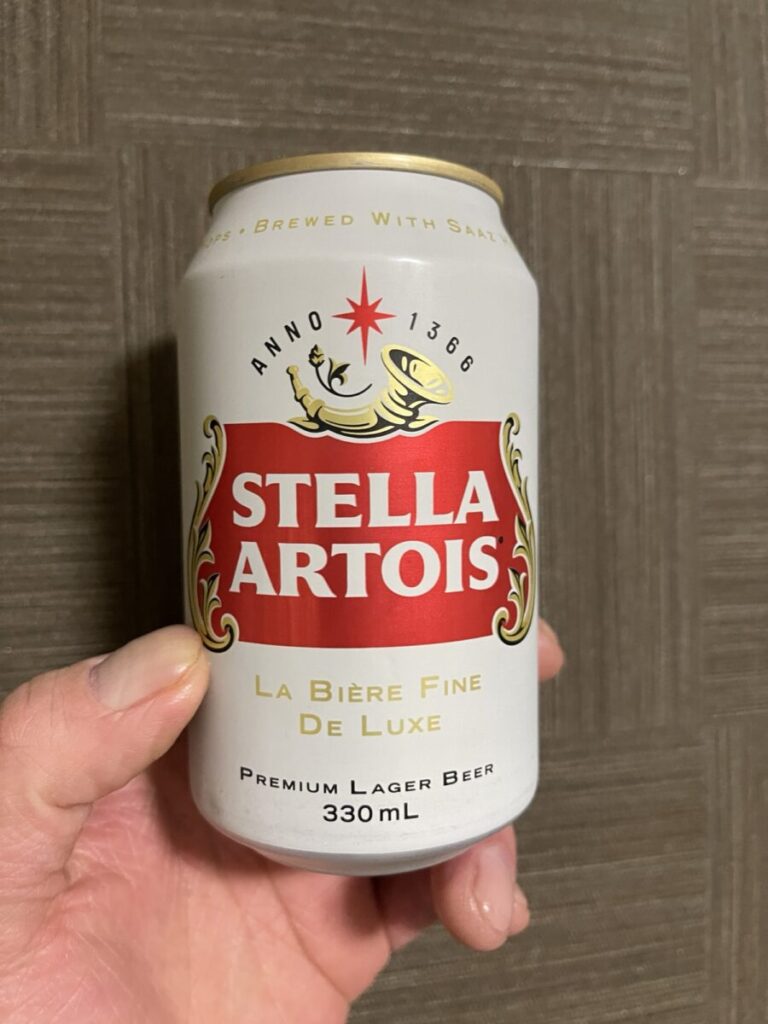 • BREWED WITH SAAZ
ANNO 1366
STELLA
ARTOIS
LA BIÈRE FINE
DE LUXE
PREMIUM LAGER BEER
330 mL